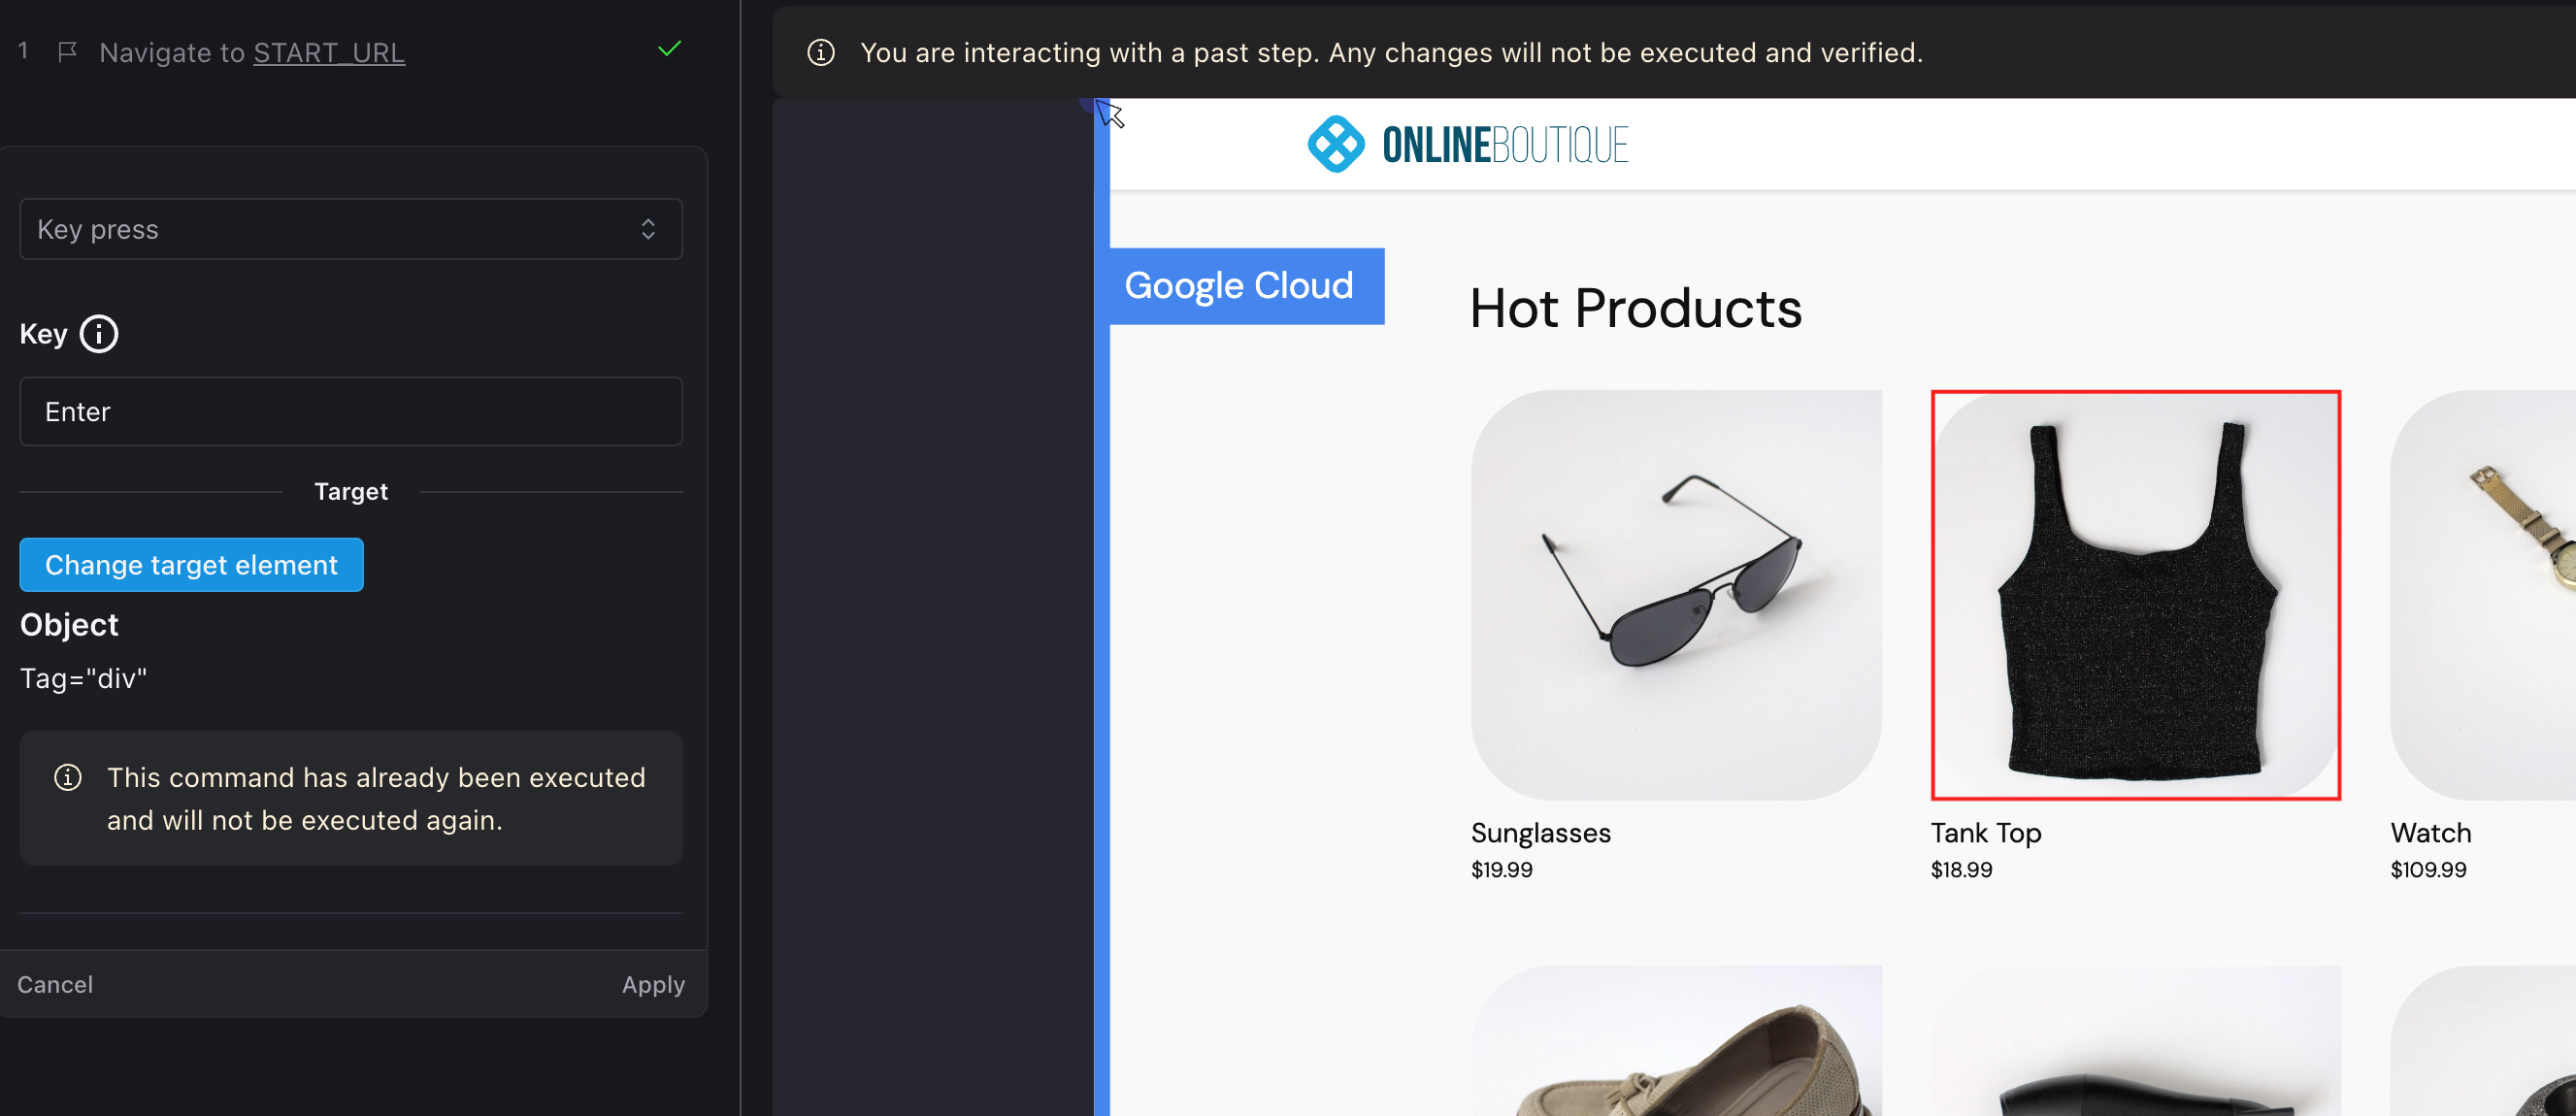 1 Navigate to START_URL
Key press
Key
Enter
Target
Change target element
Object
Tag="div"
This command has already been executed
and will not be executed again.
Cancel
Apply
You are interacting with a past step. Any changes will not be executed and verified.
ONLINEBOUTIQUE
Google Cloud
Hot Products
Sunglasses
$19.99
Tank Top
$18.99
Watch
$109.99